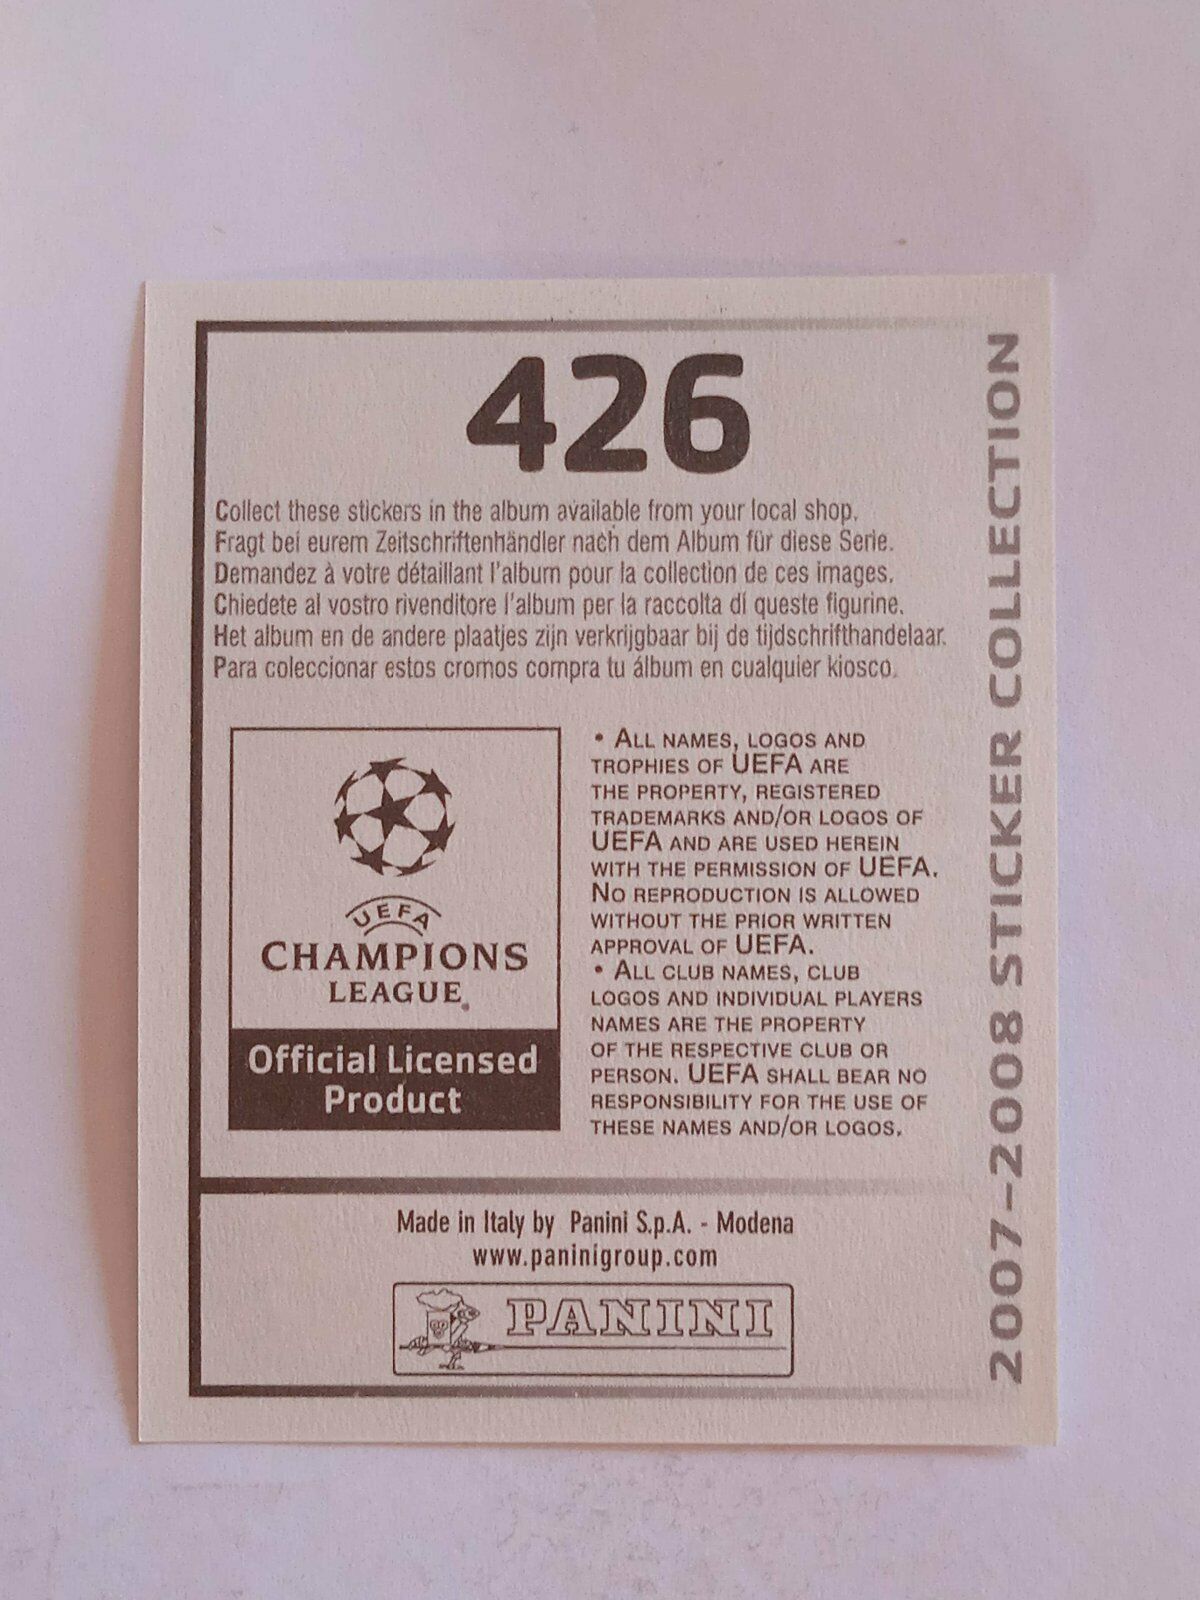 426
Collect these stickers in the album available from your local shop.
Fragt bei eurem Zeitschriftenhändler nach dem Album für diese Serie.
Demandez à votre détaillant l'album pour la collection de ces images.
Chiedete al vostro rivenditore l'album per la raccolta di queste figurine.
Het album en de andere plaatjes zijn verkrijgbaar bij de tijdschrifthandelaar.
Para coleccionar estos cromos compra tu álbum en cualquier kiosco.
UEFA
CHAMPIONS
LEAGUE®
Official Licensed
Product
• ALL NAMES, LOGOS AND
TROPHIES OF UEFA ARE
THE PROPERTY, REGISTERED
TRADEMARKS AND/OR LOGOS OF
UEFA AND ARE USED HEREIN
WITH THE PERMISSION OF UEFA.
NO REPRODUCTION IS ALLOWED
WITHOUT THE PRIOR WRITTEN
APPROVAL OF UEFA.
• ALL CLUB NAMES, CLUB
LOGOS AND INDIVIDUAL PLAYERS
NAMES ARE THE PROPERTY
OF THE RESPECTIVE CLUB OR
PERSON. UEFA SHALL BEAR NO
RESPONSIBILITY FOR THE USE OF
THESE NAMES AND/OR LOGOS.
Made in Italy by Panini S.p.A. - Modena
www.paninigroup.com
PANINI
2007-2008 STICKER COLLECTION